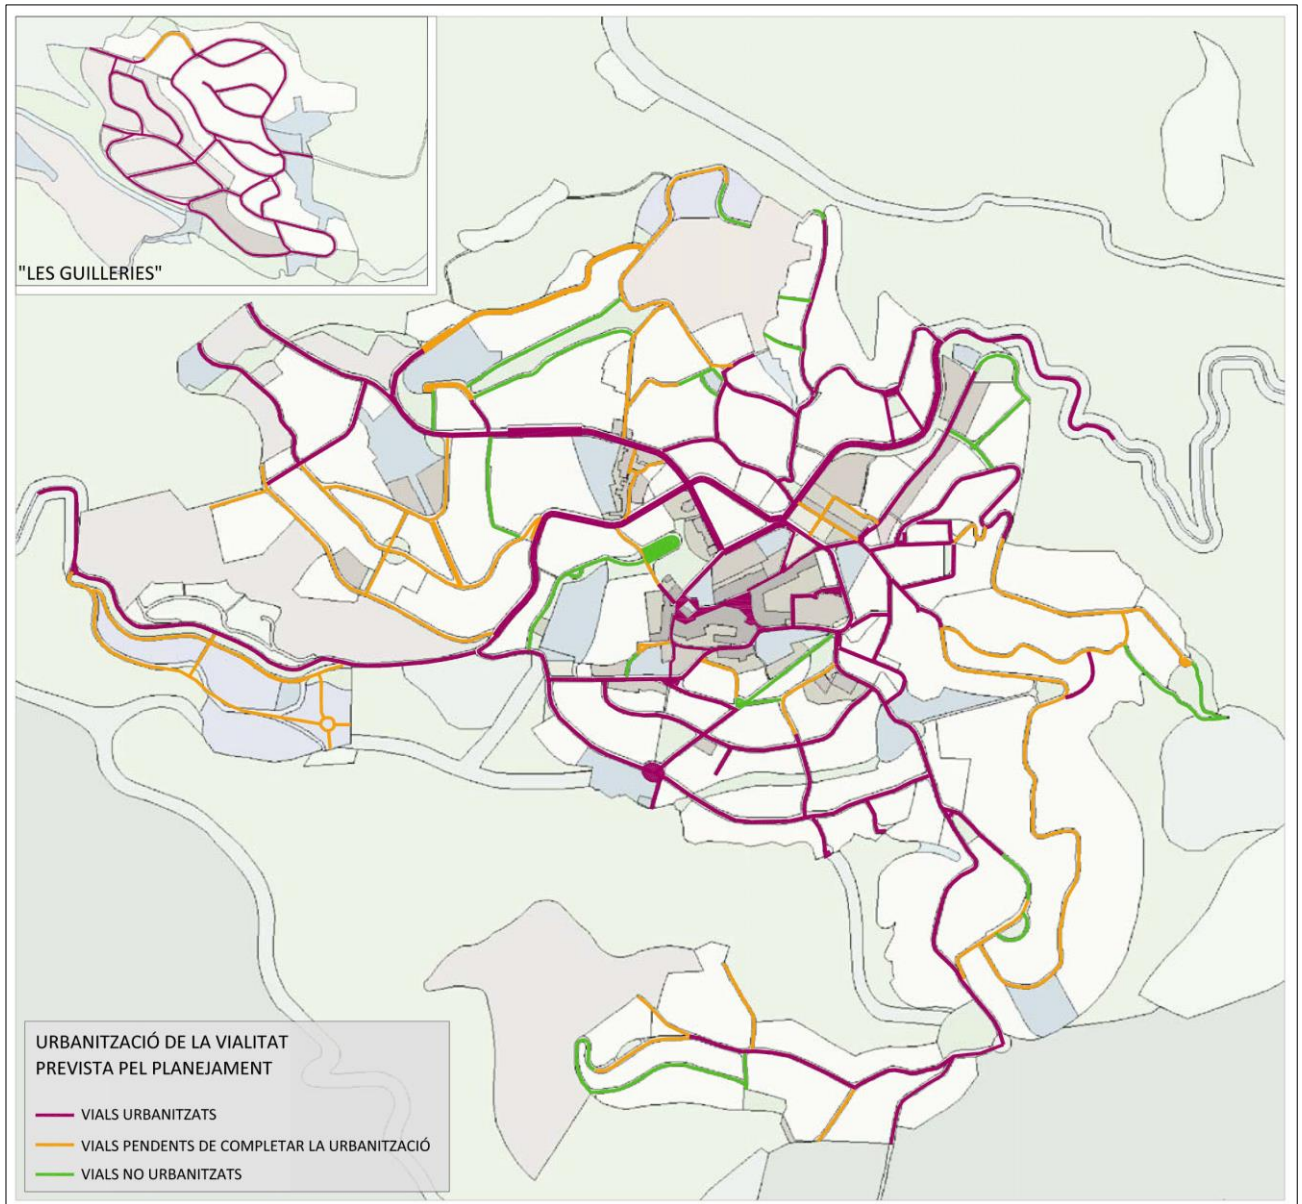 "LES GUILLERIES"
URBANITZACIÓ DE LA VIALITAT
PREVISTA PEL PLANEJAMENT
VIALS URBANITZATS
VIALS PENDENTS DE COMPLETAR LA URBANITZACIÓ
VIALS NO URBANITZATS